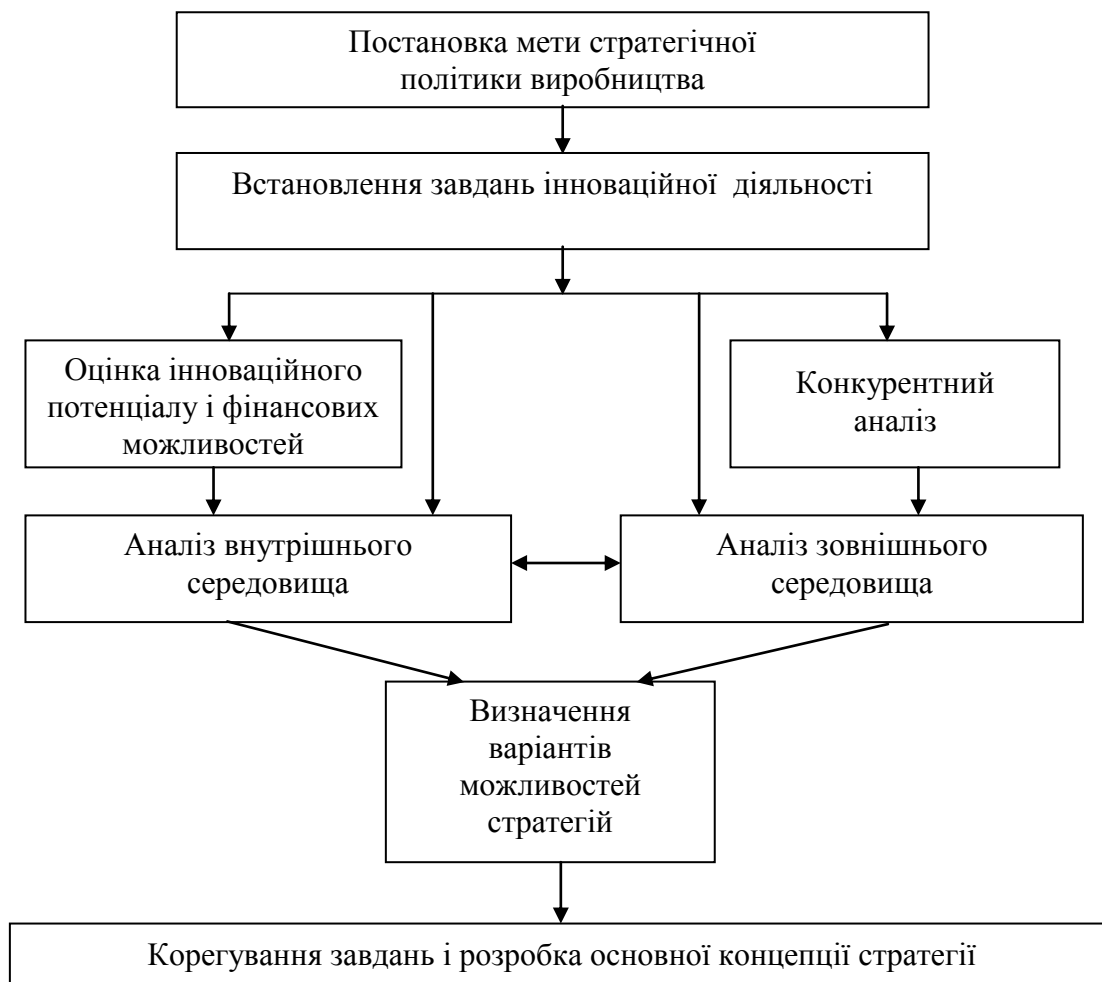 Постановка мети стратегічної
політики виробництва
Встановлення завдань інноваційної діяльності
Оцінка інноваційного
потенціалу і фінансових
можливостей
Конкурентний
аналіз
Аналіз внутрішнього
середовища
Аналіз зовнішнього
середовища
Визначення
варіантів
можливостей
стратегій
Корегування завдань і розробка основної концепції стратегії